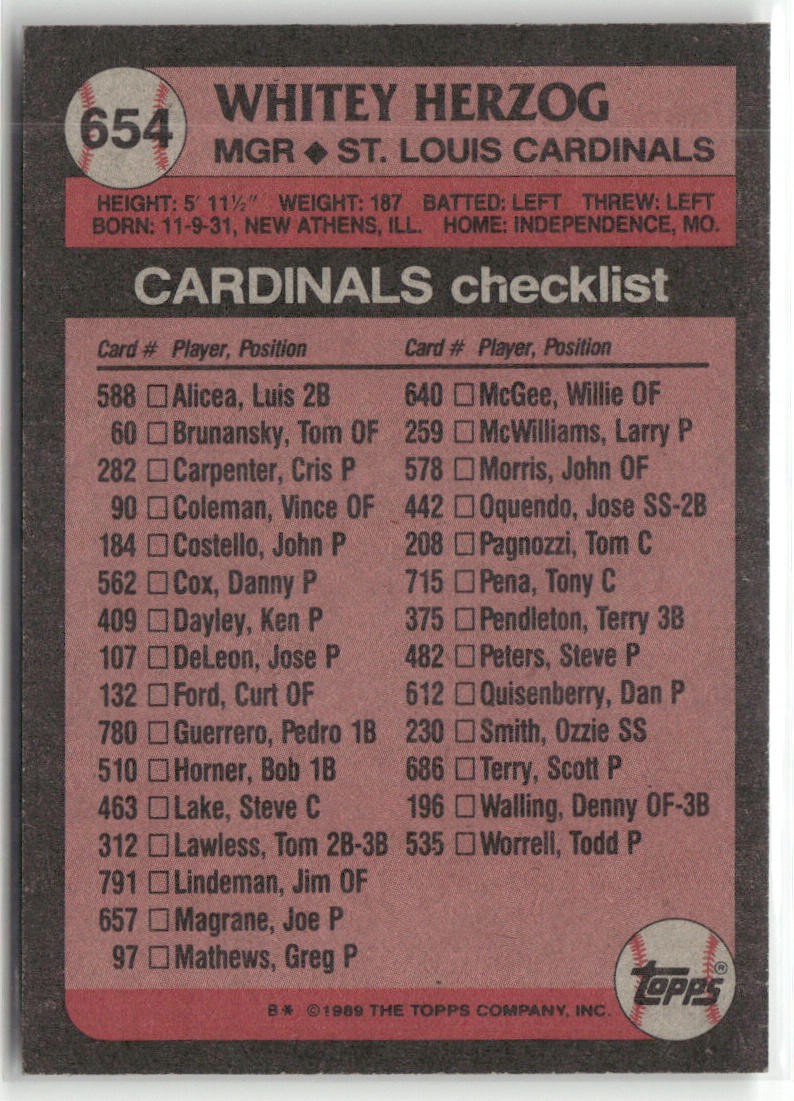 654
WHITEY HERZOG
MGR ◆ ST. LOUIS CARDINALS
HEIGHT: 5' 11½" WEIGHT: 187 BATTED: LEFT THREW: LEFT
BORN: 11-9-31, NEW ATHENS, ILL. HOME: INDEPENDENCE, MO.
CARDINALS checklist
Card # Player, Position
588 □ Alicea, Luis 2B
60 □ Brunansky, Tom OF
282 □ Carpenter, Cris P
90 □ Coleman, Vince OF
184 □ Costello, John P
562 □ Cox, Danny P
409 □ Dayley, Ken P
107 □ DeLeon, Jose P
132 □ Ford, Curt OF
780 □ Guerrero, Pedro 1B
510 □ Horner, Bob 1B
463 □ Lake, Steve C
312 □ Lawless, Tom 2B-3B
791 □ Lindeman, Jim OF
657 □ Magrane, Joe P
97 □ Mathews, Greg P
Card # Player, Position
640 □ McGee, Willie OF
259 □ McWilliams, Larry P
578 □ Morris, John OF
442 □ Oquendo, Jose SS-2B
208 □ Pagnozzi, Tom C
715 □ Pena, Tony C
375 □ Pendleton, Terry 3B
482 □ Peters, Steve P
612 □ Quisenberry, Dan P
230 □ Smith, Ozzie SS
686 □ Terry, Scott P
196 □ Walling, Denny OF-3B
535 □ Worrell, Todd P
topps®
B* ©1989 THE TOPPS COMPANY, INC.